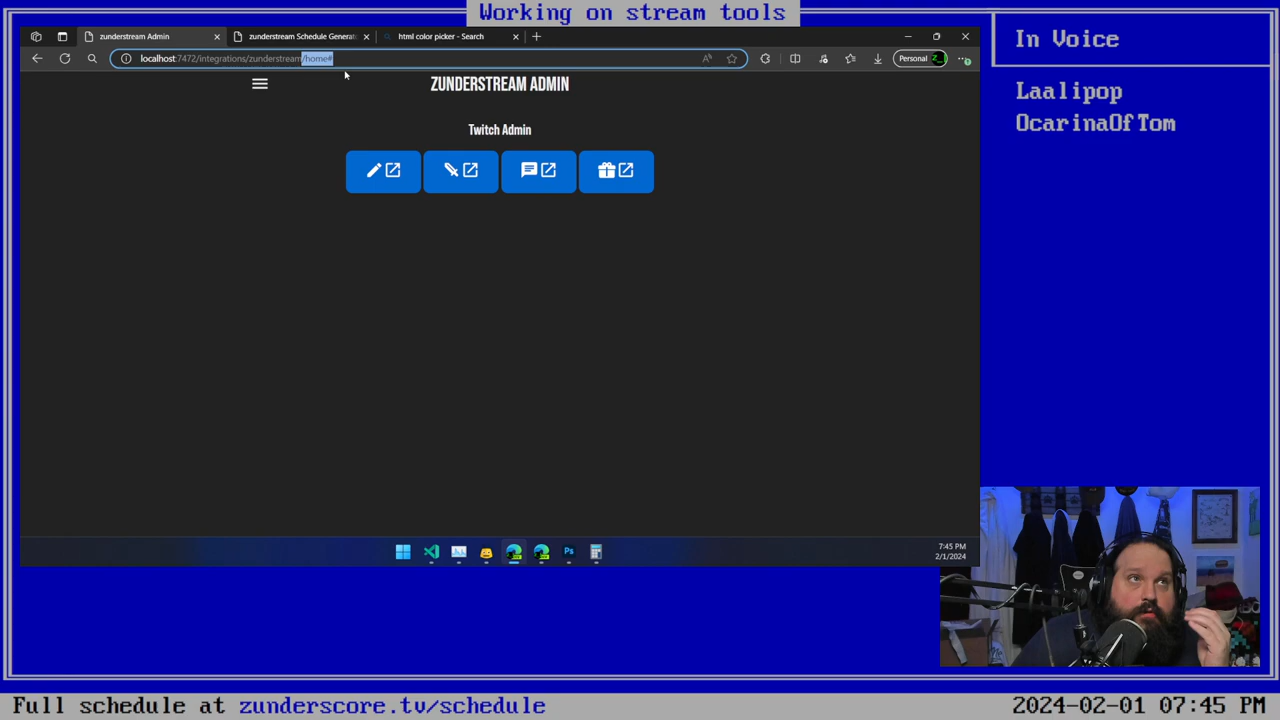 Working on stream tools
zunderstream Admin
zunderstream Schedule Generat
html color picker - Search
localhost:7472/integrations/zunderstream/home#
Personal
ZUNDERSTREAM ADMIN
Twitch Admin
7:45 PM
2/1/2024
In Voice
Laalipop
OcarinaOfTom
Full schedule at zunderscore.tv/schedule
2024-02-01 07:45 PM